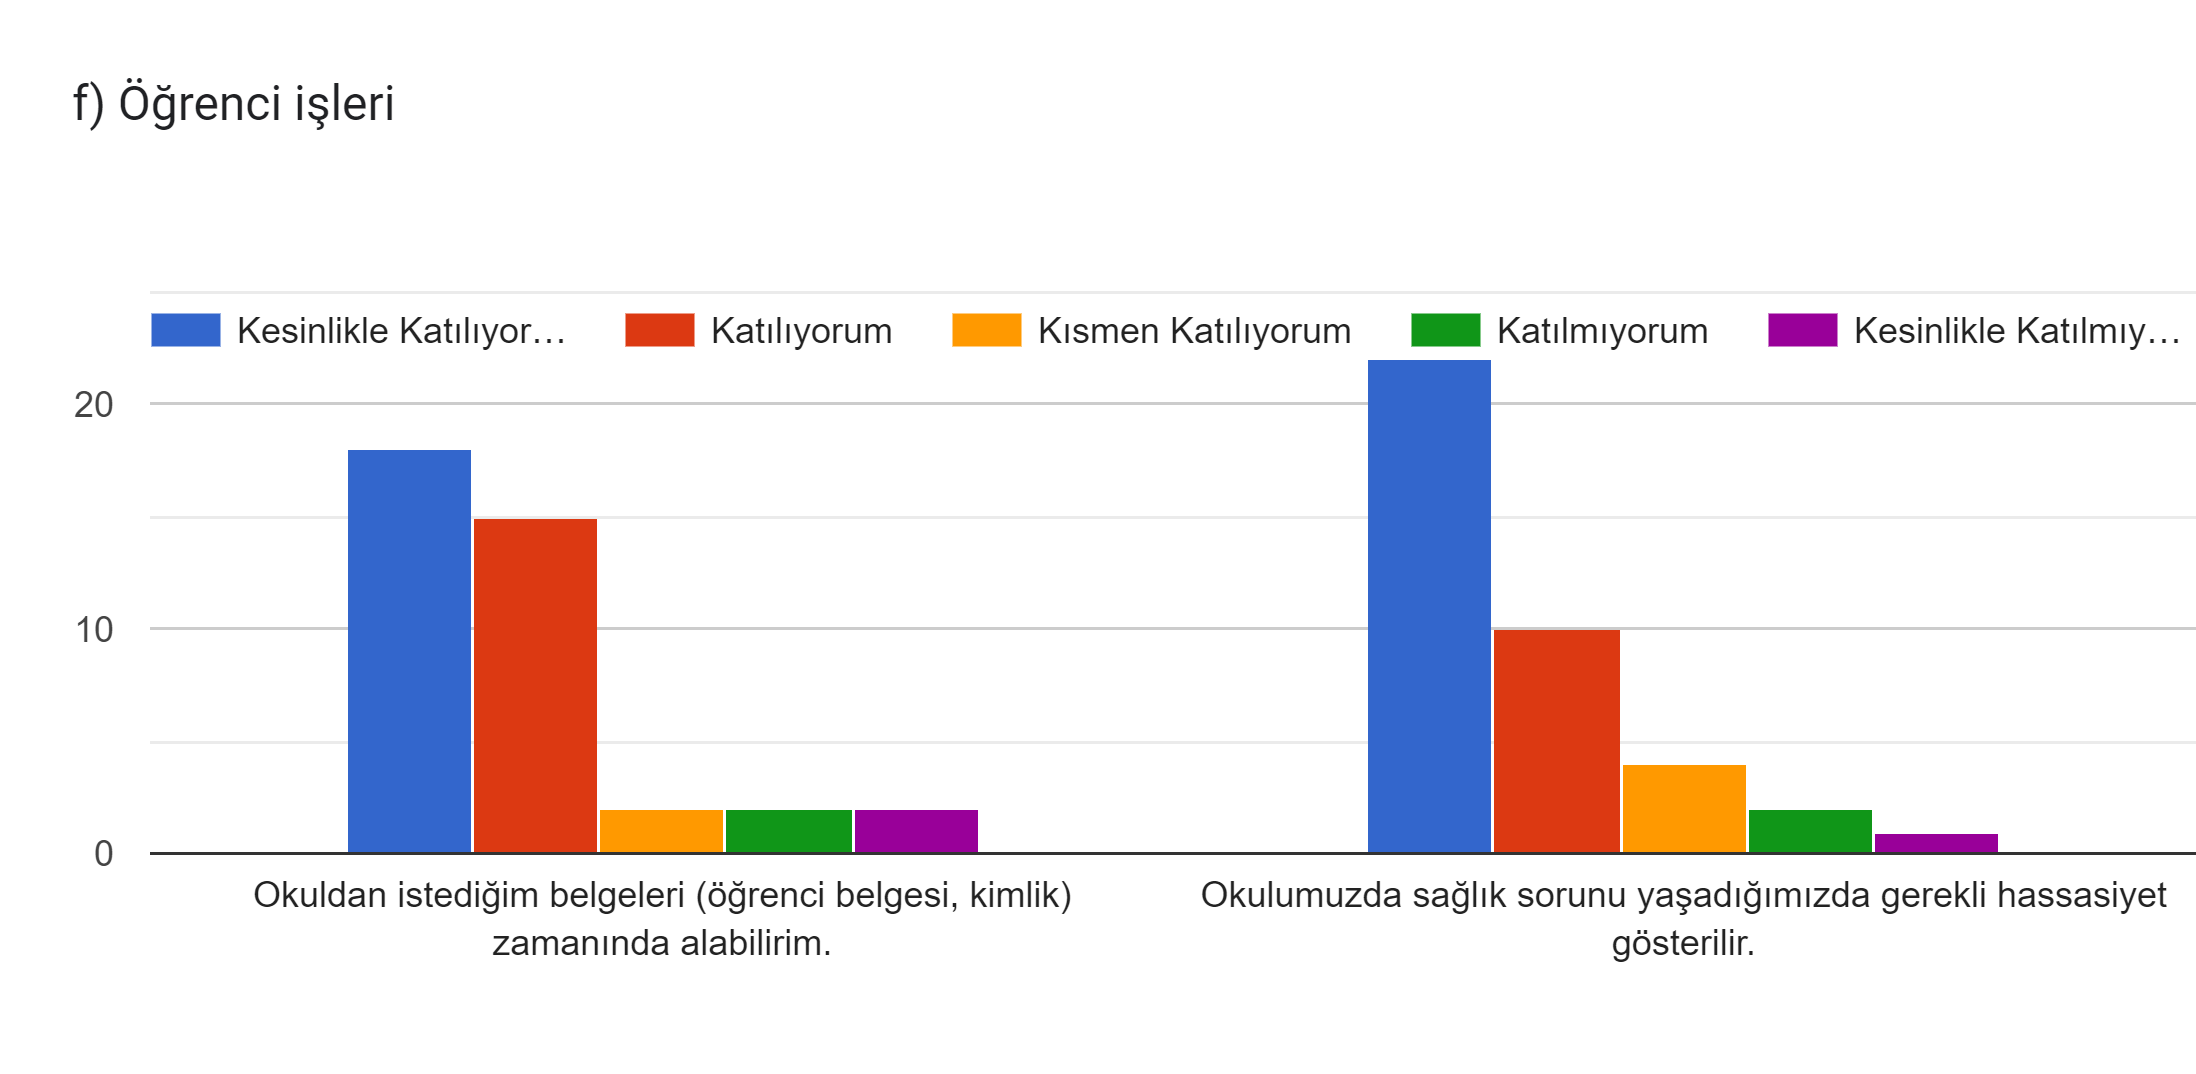 f) Öğrenci işleri
Kesinlikle Katılıyor… Katılıyorum Kısmen Katılıyorum Katılmıyorum Kesinlikle Katılmıy…
20
10
0
Okuldan istediğim belgeleri (öğrenci belgesi, kimlik)
zamanında alabilirim.
Okulumuzda sağlık sorunu yaşadığımızda gerekli hassasiyet
gösterilir.